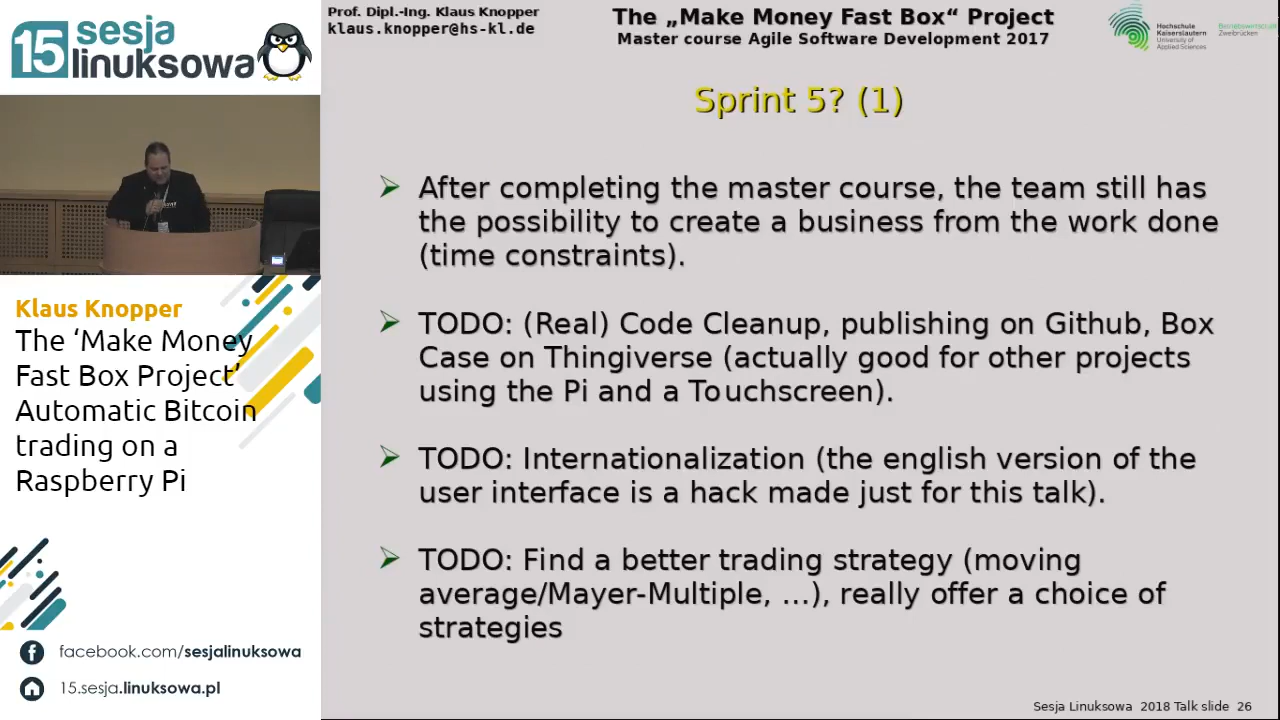 15 sesja
linuksowa
Klaus Knopper
The ‘Make Money
Fast Box Project’
Automatic Bitcoin
trading on a
Raspberry Pi
facebook.com/sesjalinuksowa
15.sesja.linuksowa.pl
Prof. Dipl.-Ing. Klaus Knopper
klaus.knopper@hs-kl.de
The „Make Money Fast Box“ Project
Master course Agile Software Development 2017
Hochschule
Kaiserslautern
University of
Applied Sciences
Betriebswirtschaft
Zweibrücken
Sprint 5? (1)
After completing the master course, the team still has
the possibility to create a business from the work done
(time constraints).
TODO: (Real) Code Cleanup, publishing on Github, Box
Case on Thingiverse (actually good for other projects
using the Pi and a Touchscreen).
TODO: Internationalization (the english version of the
user interface is a hack made just for this talk).
TODO: Find a better trading strategy (moving
average/Mayer-Multiple, ...), really offer a choice of
strategies
Sesja Linuksowa 2018 Talk slide 26